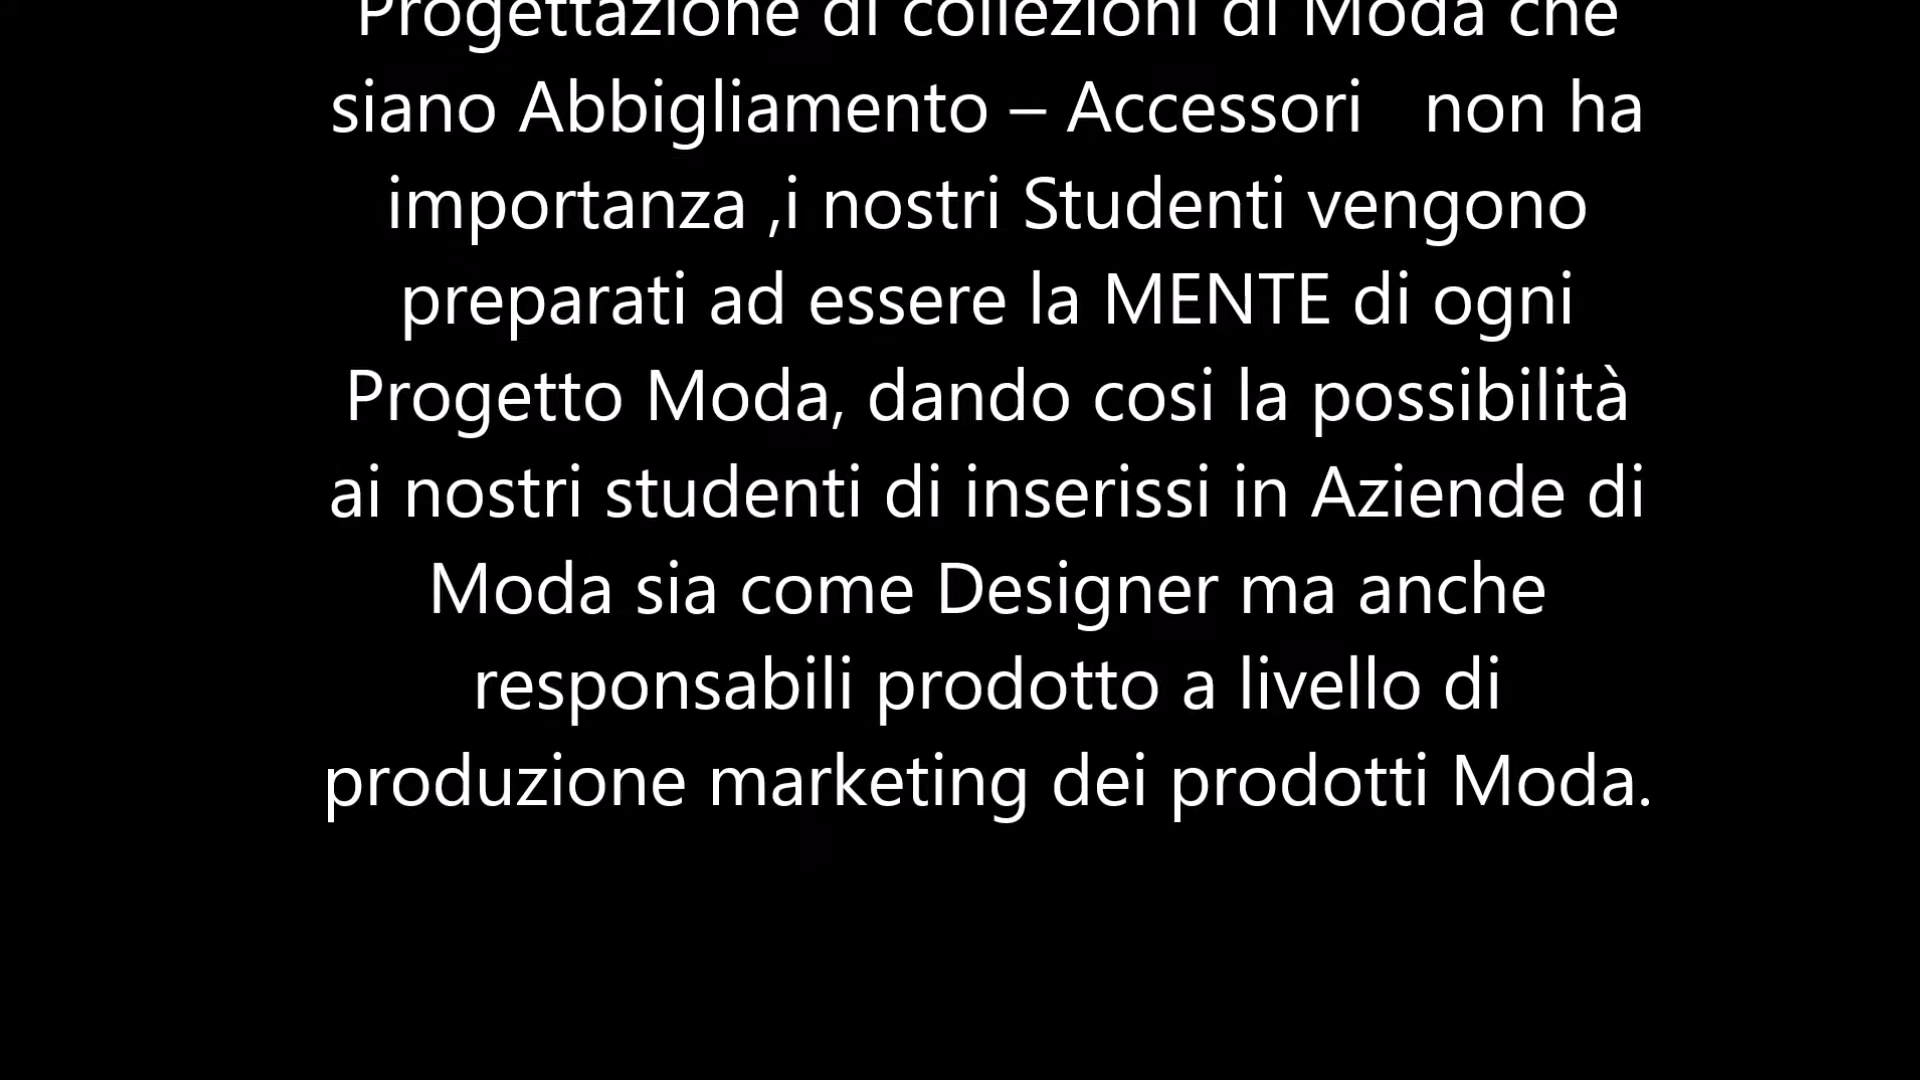 Progettazione di collezioni di Moda che
siano Abbigliamento – Accessori   non ha
importanza ,i nostri Studenti vengono
preparati ad essere la MENTE di ogni
Progetto Moda, dando cosi la possibilità
ai nostri studenti di inserissi in Aziende di
Moda sia come Designer ma anche
responsabili prodotto a livello di
produzione marketing dei prodotti Moda.